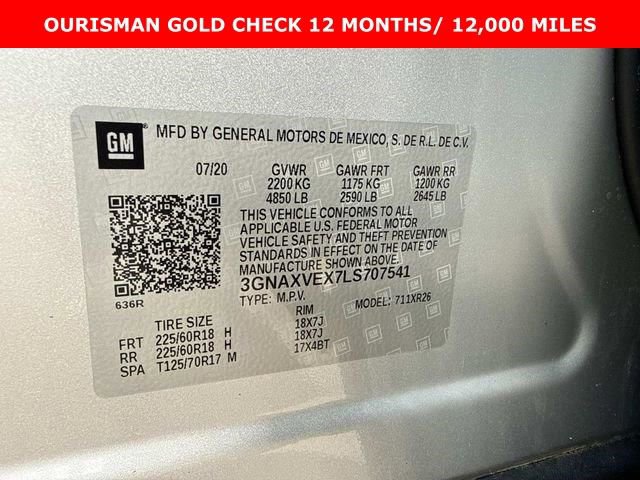 OURISMAN GOLD CHECK 12 MONTHS/ 12,000 MILES
GM ®
MFD BY GENERAL MOTORS DE MEXICO, S. DE R.L. DE C.V.
07/20 GVWR GAWR FRT GAWR RR
2200 KG 1175 KG 1200 KG
4850 LB 2590 LB 2645 LB
THIS VEHICLE CONFORMS TO ALL
APPLICABLE U.S. FEDERAL MOTOR
VEHICLE SAFETY AND THEFT PREVENTION
STANDARDS IN EFFECT ON THE DATE OF
MANUFACTURE SHOWN ABOVE.
3GNAXVEX7LS707541
TYPE: M.P.V. MODEL: 711XR26
636R
TIRE SIZE RIM
FRT 225/60R18 H 18X7J
RR 225/60R18 H 18X7J
SPA T125/70R17 M 17X4BT